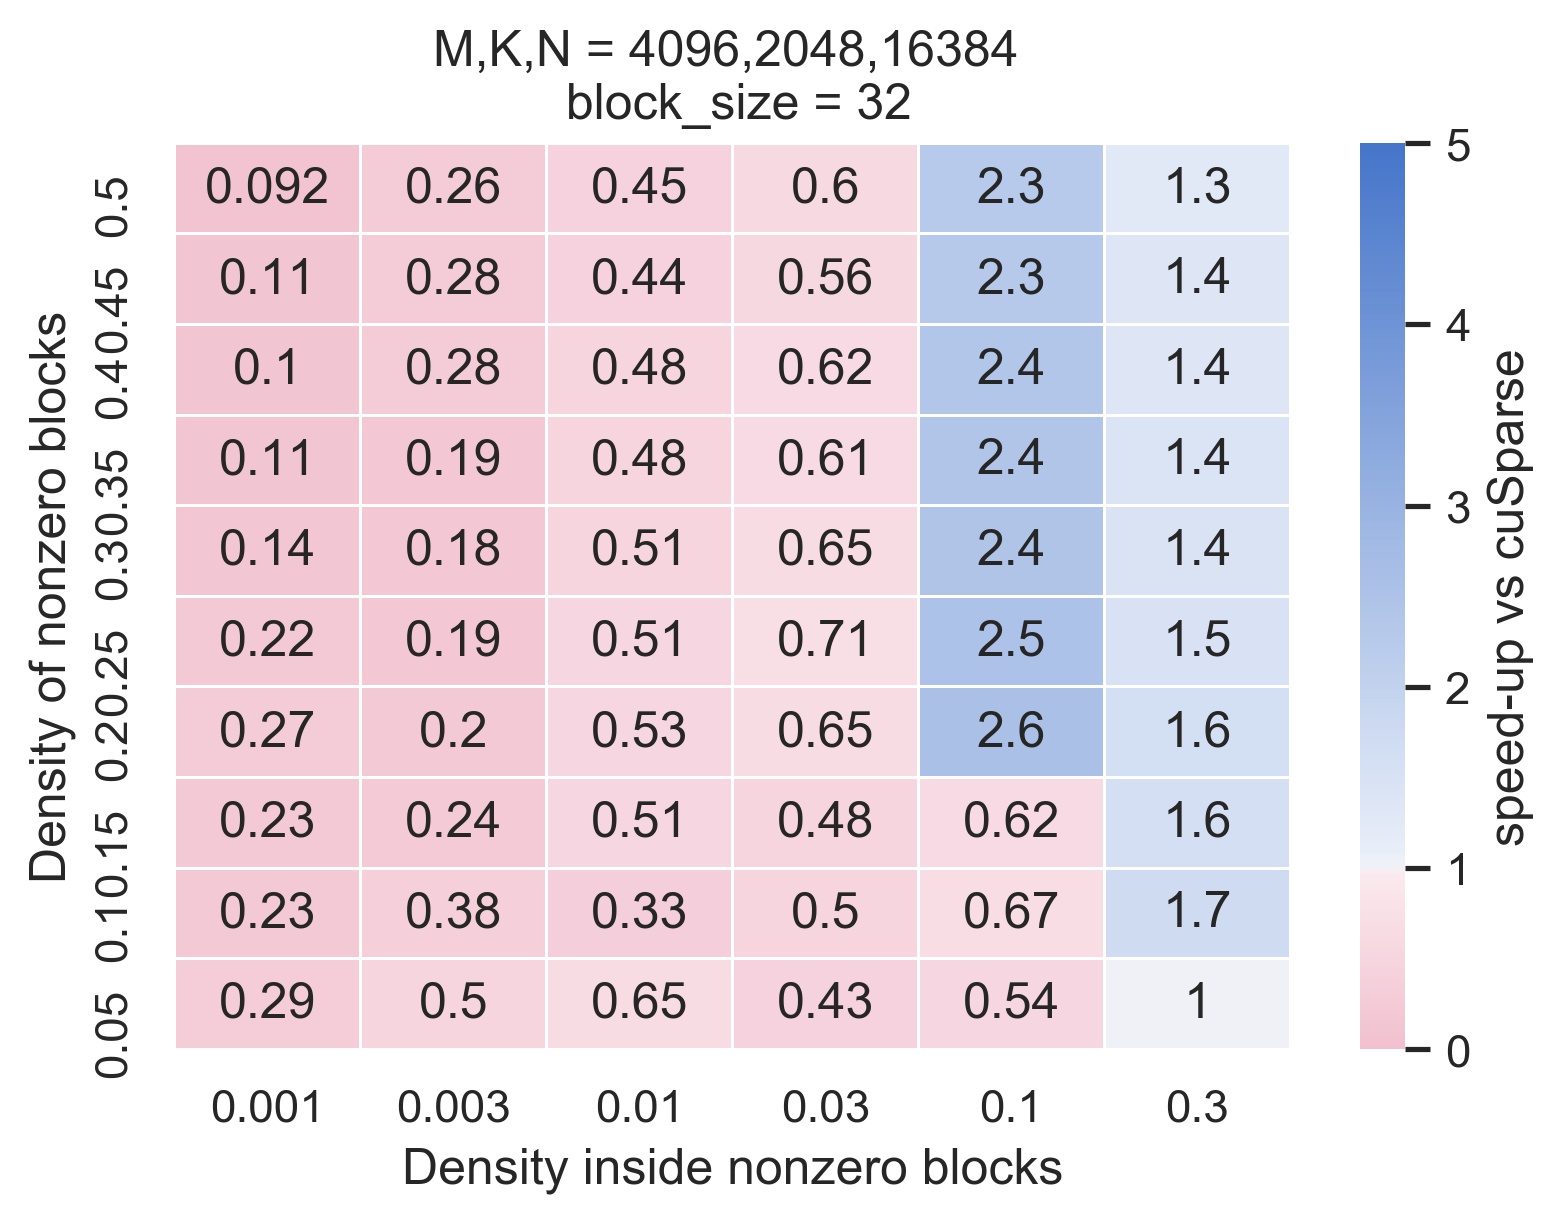 M,K,N = 4096,2048,16384
block_size = 32
Density of nonzero blocks
0.5 0.092 0.26 0.45 0.6 2.3 1.3
0.45 0.11 0.28 0.44 0.56 2.3 1.4
0.4 0.1 0.28 0.48 0.62 2.4 1.4
0.35 0.11 0.19 0.48 0.61 2.4 1.4
0.30 0.14 0.18 0.51 0.65 2.4 1.4
0.25 0.22 0.19 0.51 0.71 2.5 1.5
0.20 0.27 0.2 0.53 0.65 2.6 1.6
0.15 0.23 0.24 0.51 0.48 0.62 1.6
0.10 0.23 0.38 0.33 0.5 0.67 1.7
0.05 0.29 0.5 0.65 0.43 0.54 1
0.001 0.003 0.01 0.03 0.1 0.3
Density inside nonzero blocks
5
4
3
2
1
0
speed-up vs cuSparse